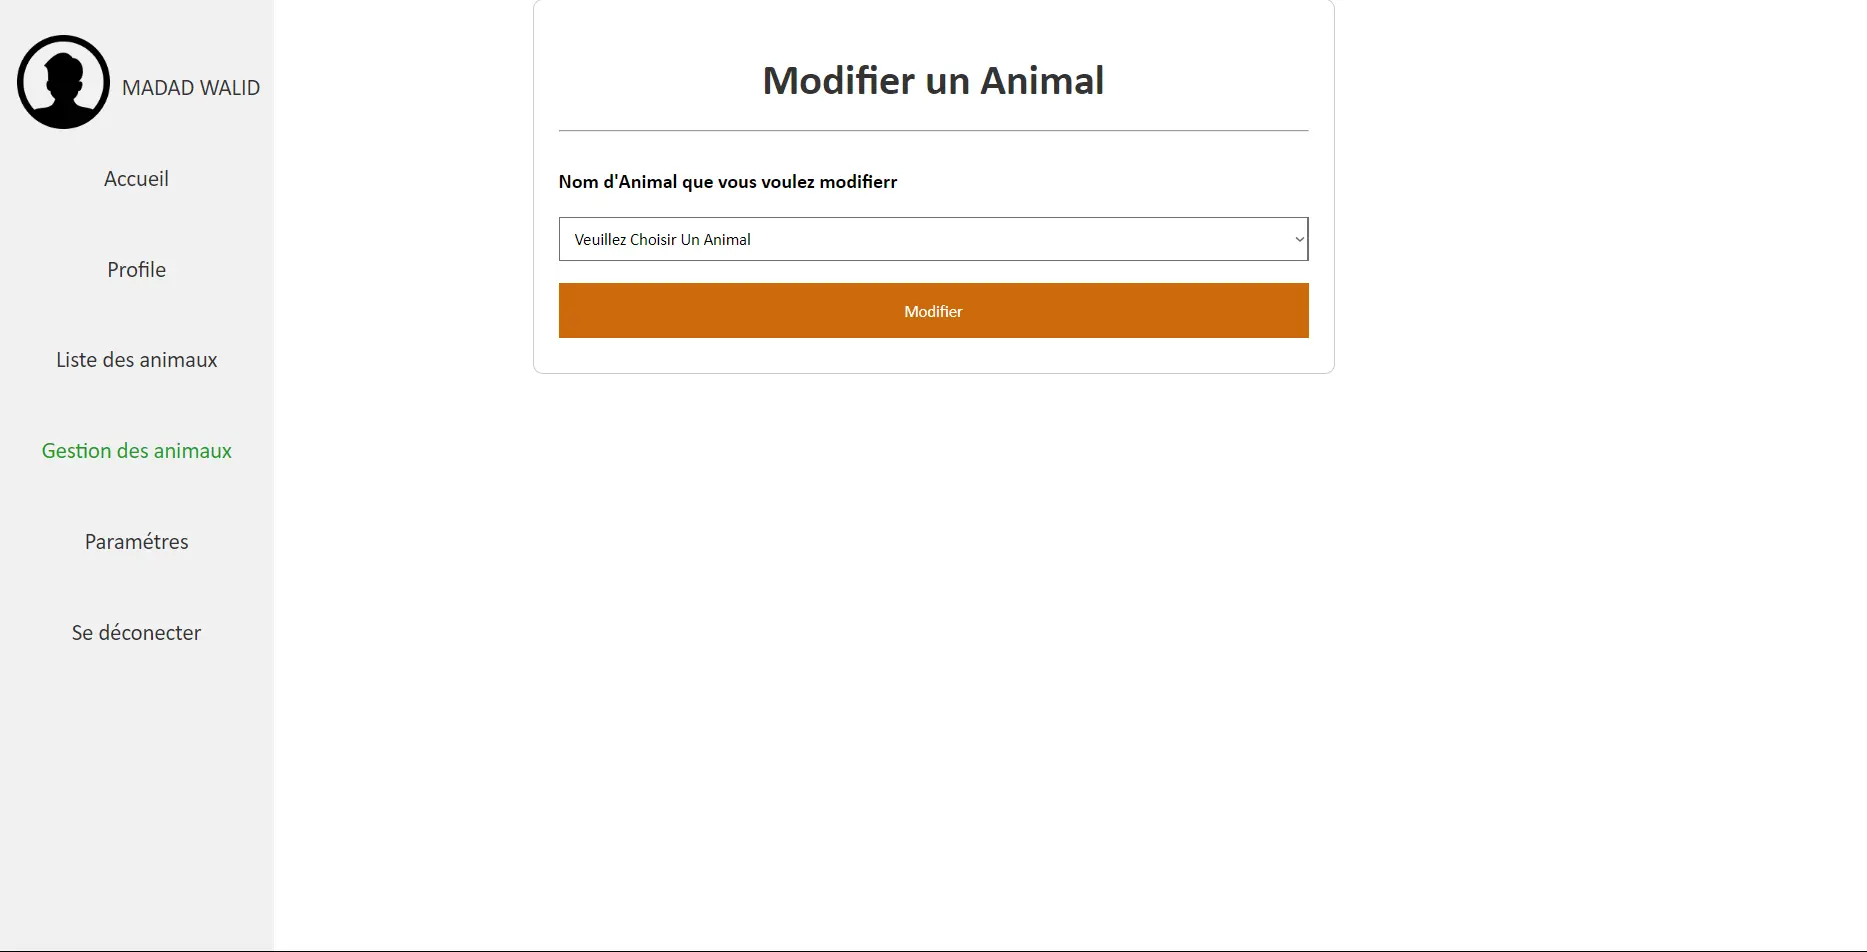 MADAD WALID
Accueil
Profile
Liste des animaux
Gestion des animaux
Paramétres
Se déconecter
Modifier un Animal
Nom d'Animal que vous voulez modifierr
Veuillez Choisir Un Animal
Modifier